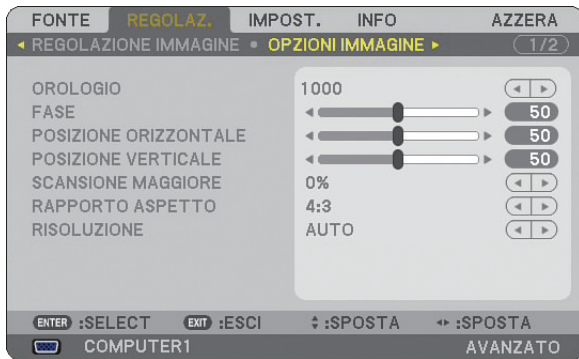 FONTE REGOLAZ. IMPOST. INFO AZZERA
REGOLAZIONE IMMAGINE OPZIONI IMMAGINE 1/2
OROLOGIO 1000
FASE 50
POSIZIONE ORIZZONTALE 50
POSIZIONE VERTICALE 50
SCANSIONE MAGGIORE 0%
RAPPORTO ASPETTO 4:3
RISOLUZIONE AUTO
ENTER :SELECT EXIT :ESCI :SPOSTA :SPOSTA
COMPUTER1 AVANZATO